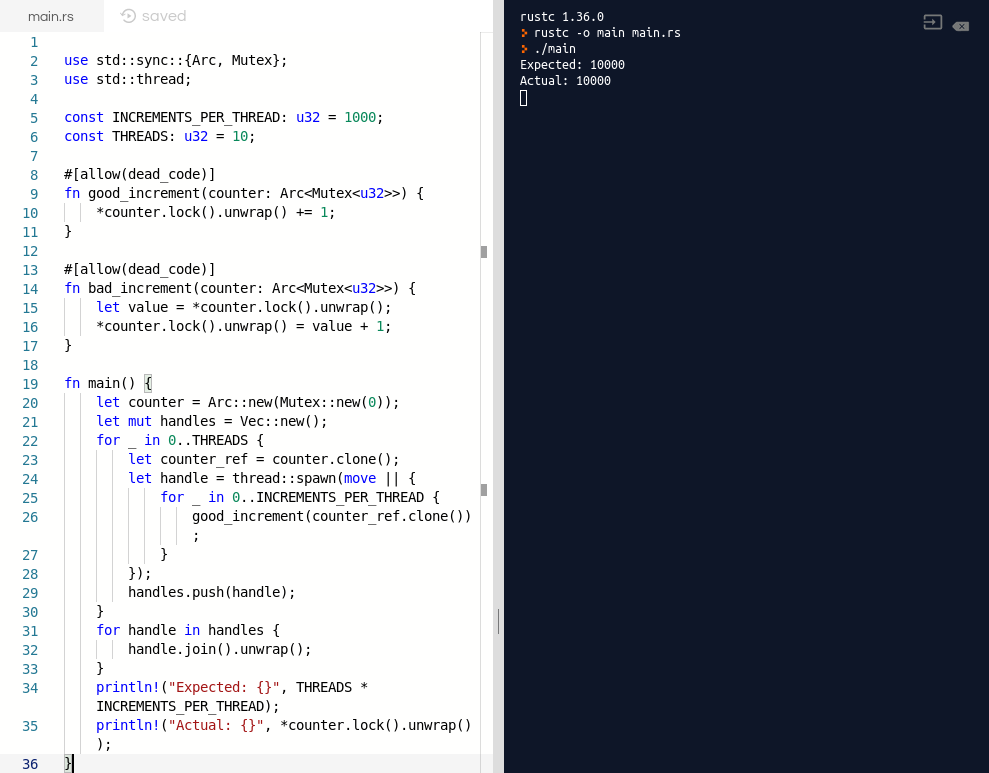 main.rs saved
1
2 use std::sync::{Arc, Mutex};
3 use std::thread;
4
5 const INCREMENTS_PER_THREAD: u32 = 1000;
6 const THREADS: u32 = 10;
7
8 #[allow(dead_code)]
9 fn good_increment(counter: Arc<Mutex<u32>>) {
10 *counter.lock().unwrap() += 1;
11 }
12
13 #[allow(dead_code)]
14 fn bad_increment(counter: Arc<Mutex<u32>>) {
15 let value = *counter.lock().unwrap();
16 *counter.lock().unwrap() = value + 1;
17 }
18
19 fn main() {
20 let counter = Arc::new(Mutex::new(0));
21 let mut handles = Vec::new();
22 for _ in 0..THREADS {
23 let counter_ref = counter.clone();
24 let handle = thread::spawn(move || {
25 for _ in 0..INCREMENTS_PER_THREAD {
26 good_increment(counter_ref.clone())
;
27 }
28 });
29 handles.push(handle);
30 }
31 for handle in handles {
32 handle.join().unwrap();
33 }
34 println!("Expected: {}", THREADS *
INCREMENTS_PER_THREAD);
35 println!("Actual: {}", *counter.lock().unwrap()
);
36 }
rustc 1.36.0
rustc -o main main.rs
./main
Expected: 10000
Actual: 10000